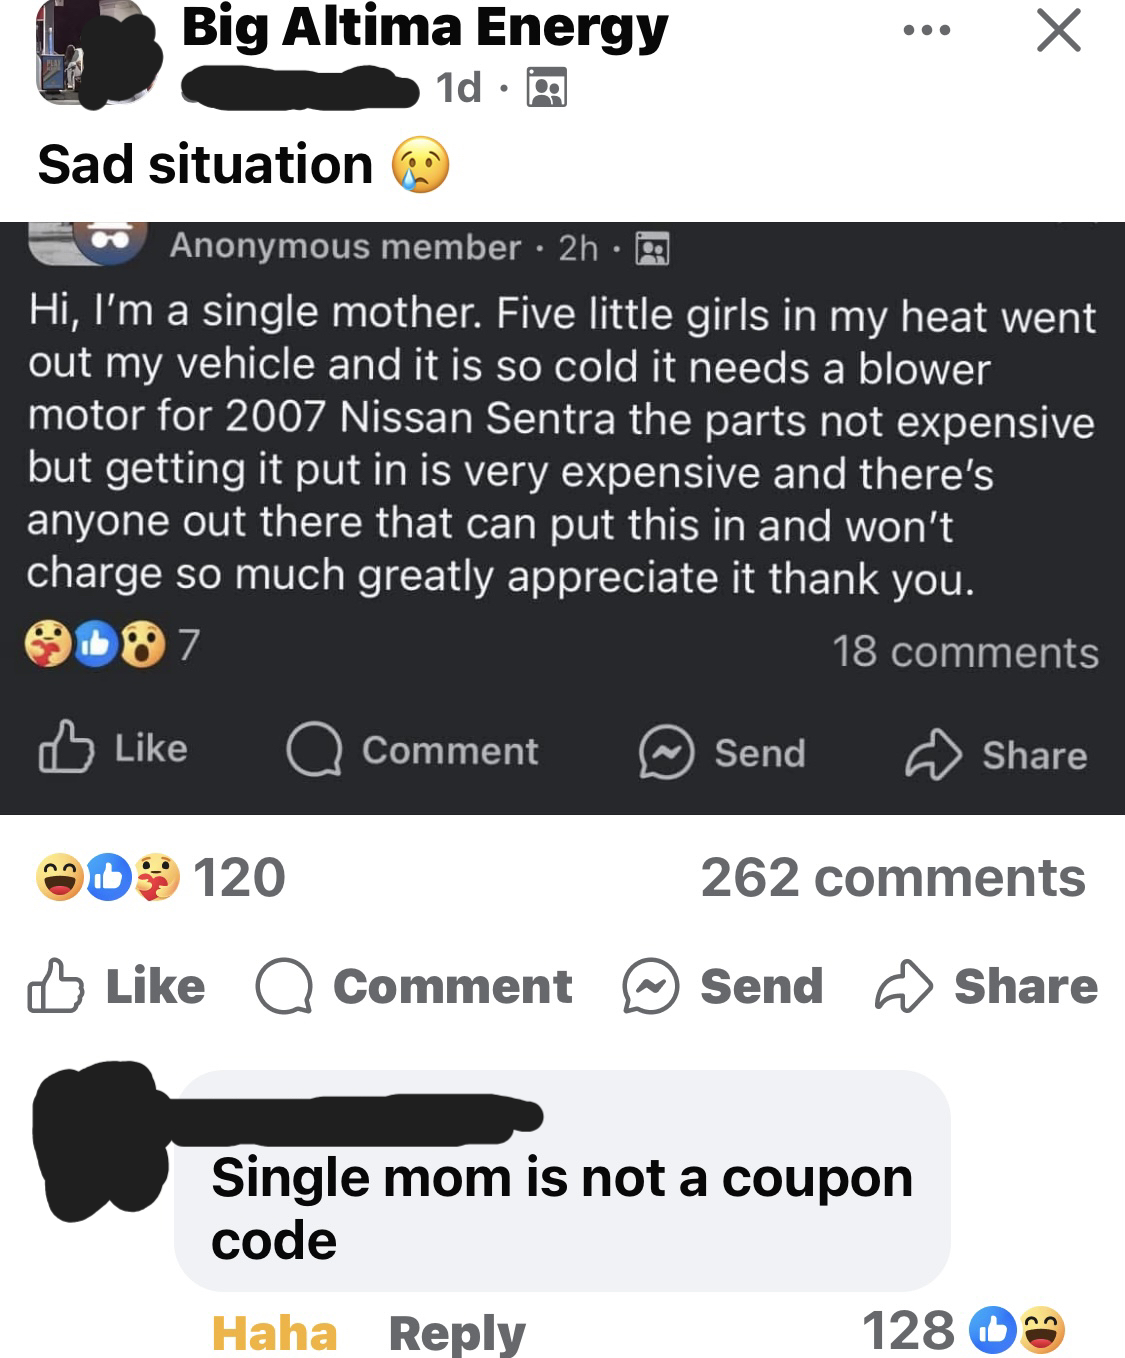 Big Altima Energy
1d ·
Sad situation 😢
Anonymous member · 2h ·
Hi, I'm a single mother. Five little girls in my heat went
out my vehicle and it is so cold it needs a blower
motor for 2007 Nissan Sentra the parts not expensive
but getting it put in is very expensive and there's
anyone out there that can put this in and won't
charge so much greatly appreciate it thank you.
7 18 comments
Like Comment Send Share
120 262 comments
Like Comment Send Share
Single mom is not a coupon
code
Haha Reply 128